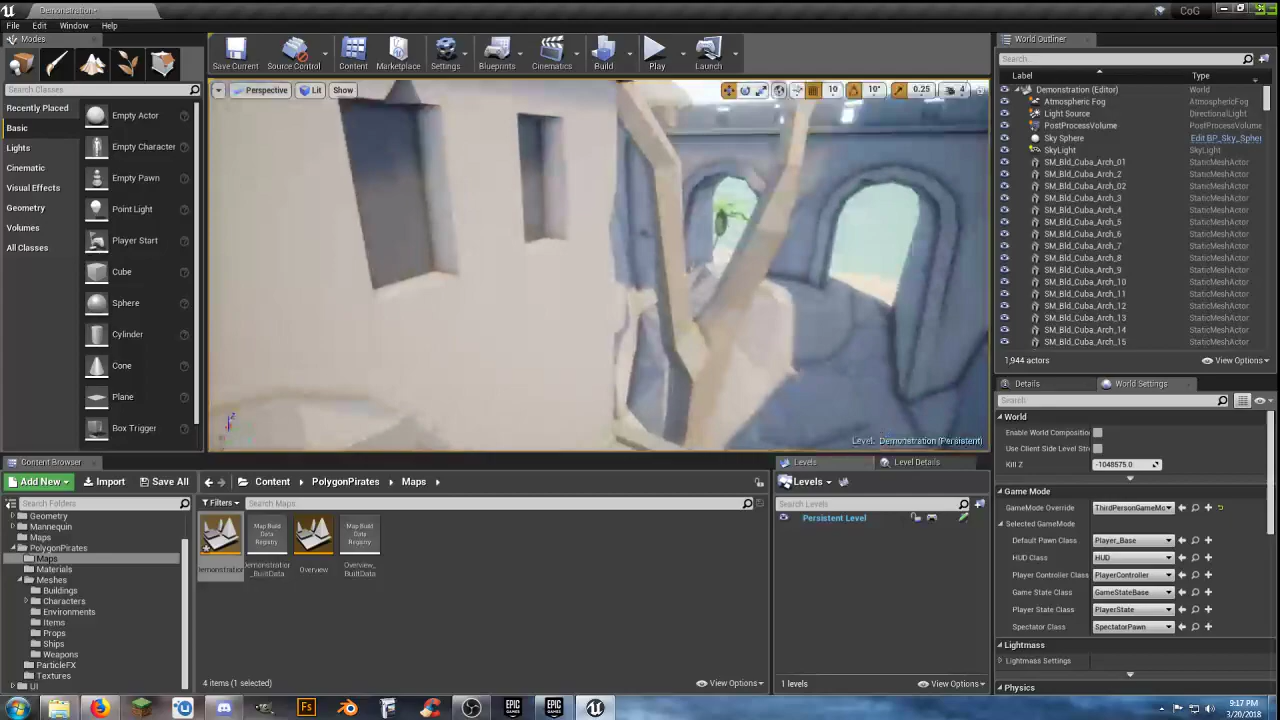 Demonstration*
CoG
File Edit Window Help
Modes
Search Classes
Recently Placed
Basic
Lights
Cinematic
Visual Effects
Geometry
Volumes
All Classes
Empty Actor
Empty Character
Empty Pawn
Point Light
Player Start
Cube
Sphere
Cylinder
Cone
Plane
Box Trigger
Save Current Source Control Content Marketplace Settings Blueprints Cinematics Build Play Launch
Perspective Lit Show
10 10° 0.25 4
Level: Demonstration (Persistent)
World Outliner
Search...
Label Type
Demonstration (Editor) World
Atmospheric Fog AtmosphericFog
Light Source DirectionalLight
PostProcessVolume PostProcessVolume
Sky Sphere Edit BP_Sky_Spher
SkyLight SkyLight
SM_Bld_Cuba_Arch_01 StaticMeshActor
SM_Bld_Cuba_Arch_2 StaticMeshActor
SM_Bld_Cuba_Arch_02 StaticMeshActor
SM_Bld_Cuba_Arch_3 StaticMeshActor
SM_Bld_Cuba_Arch_4 StaticMeshActor
SM_Bld_Cuba_Arch_5 StaticMeshActor
SM_Bld_Cuba_Arch_6 StaticMeshActor
SM_Bld_Cuba_Arch_7 StaticMeshActor
SM_Bld_Cuba_Arch_8 StaticMeshActor
SM_Bld_Cuba_Arch_9 StaticMeshActor
SM_Bld_Cuba_Arch_10 StaticMeshActor
SM_Bld_Cuba_Arch_11 StaticMeshActor
SM_Bld_Cuba_Arch_12 StaticMeshActor
SM_Bld_Cuba_Arch_13 StaticMeshActor
SM_Bld_Cuba_Arch_14 StaticMeshActor
SM_Bld_Cuba_Arch_15 StaticMeshActor
1,944 actors View Options
Details World Settings
Search
World
Enable World Compositio
Use Client Side Level Stre
Kill Z -1048575.0
Game Mode
GameMode Override ThirdPersonGameMo
Selected GameMode
Default Pawn Class Player_Base
HUD Class HUD
Player Controller Class PlayerController
Game State Class GameStateBase
Player State Class PlayerState
Spectator Class SpectatorPawn
Lightmass
Lightmass Settings
Physics
Content Browser
Add New Import Save All Content PolygonPirates Maps
Search Folders
Filters Search Maps
Geometry
Mannequin
Maps
PolygonPirates
Maps
Materials
Meshes
Buildings
Characters
Environments
Items
Props
Ships
Weapons
ParticleFX
Textures
UI
Map Build Data Registry
Map Build Data Registry
Demonstration
Demonstration_BuiltData
Overview
Overview_BuiltData
4 items (1 selected) View Options
Levels Level Details
Levels
Search Levels
Persistent Level
1 levels View Options
Fs
EPIC GAMES
EPIC GAMES
9:17 PM
3/20/2018